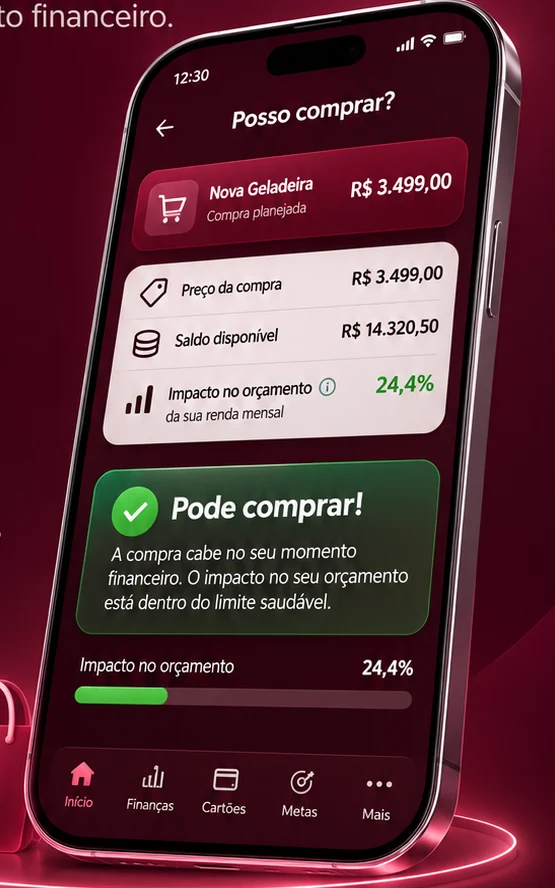 to financeiro.
12:30
Posso comprar?
Nova Geladeira
R$ 3.499,00
Compra planejada
Preço da compra
R$ 3.499,00
Saldo disponível
R$ 14.320,50
Impacto no orçamento
24,4%
da sua renda mensal
Pode comprar!
A compra cabe no seu momento
financeiro. O impacto no seu orçamento
está dentro do limite saudável.
Impacto no orçamento
24,4%
Início
Finanças
Cartões
Metas
Mais